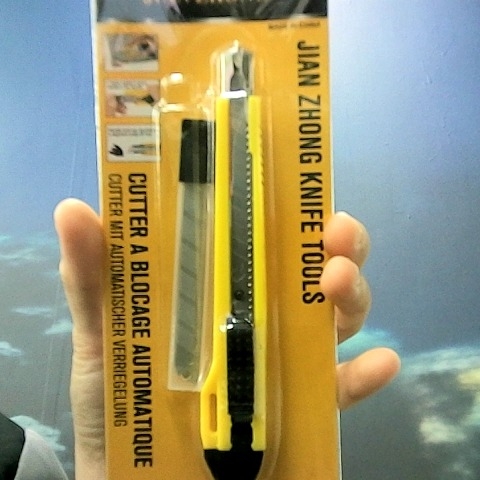 JIAN ZHONG KNIFE TOOLS
CUTTER A BLOCAGE AUTOMATIQUE
CUTTER MIT AUTOMATISCHER VERRIEGELUNG